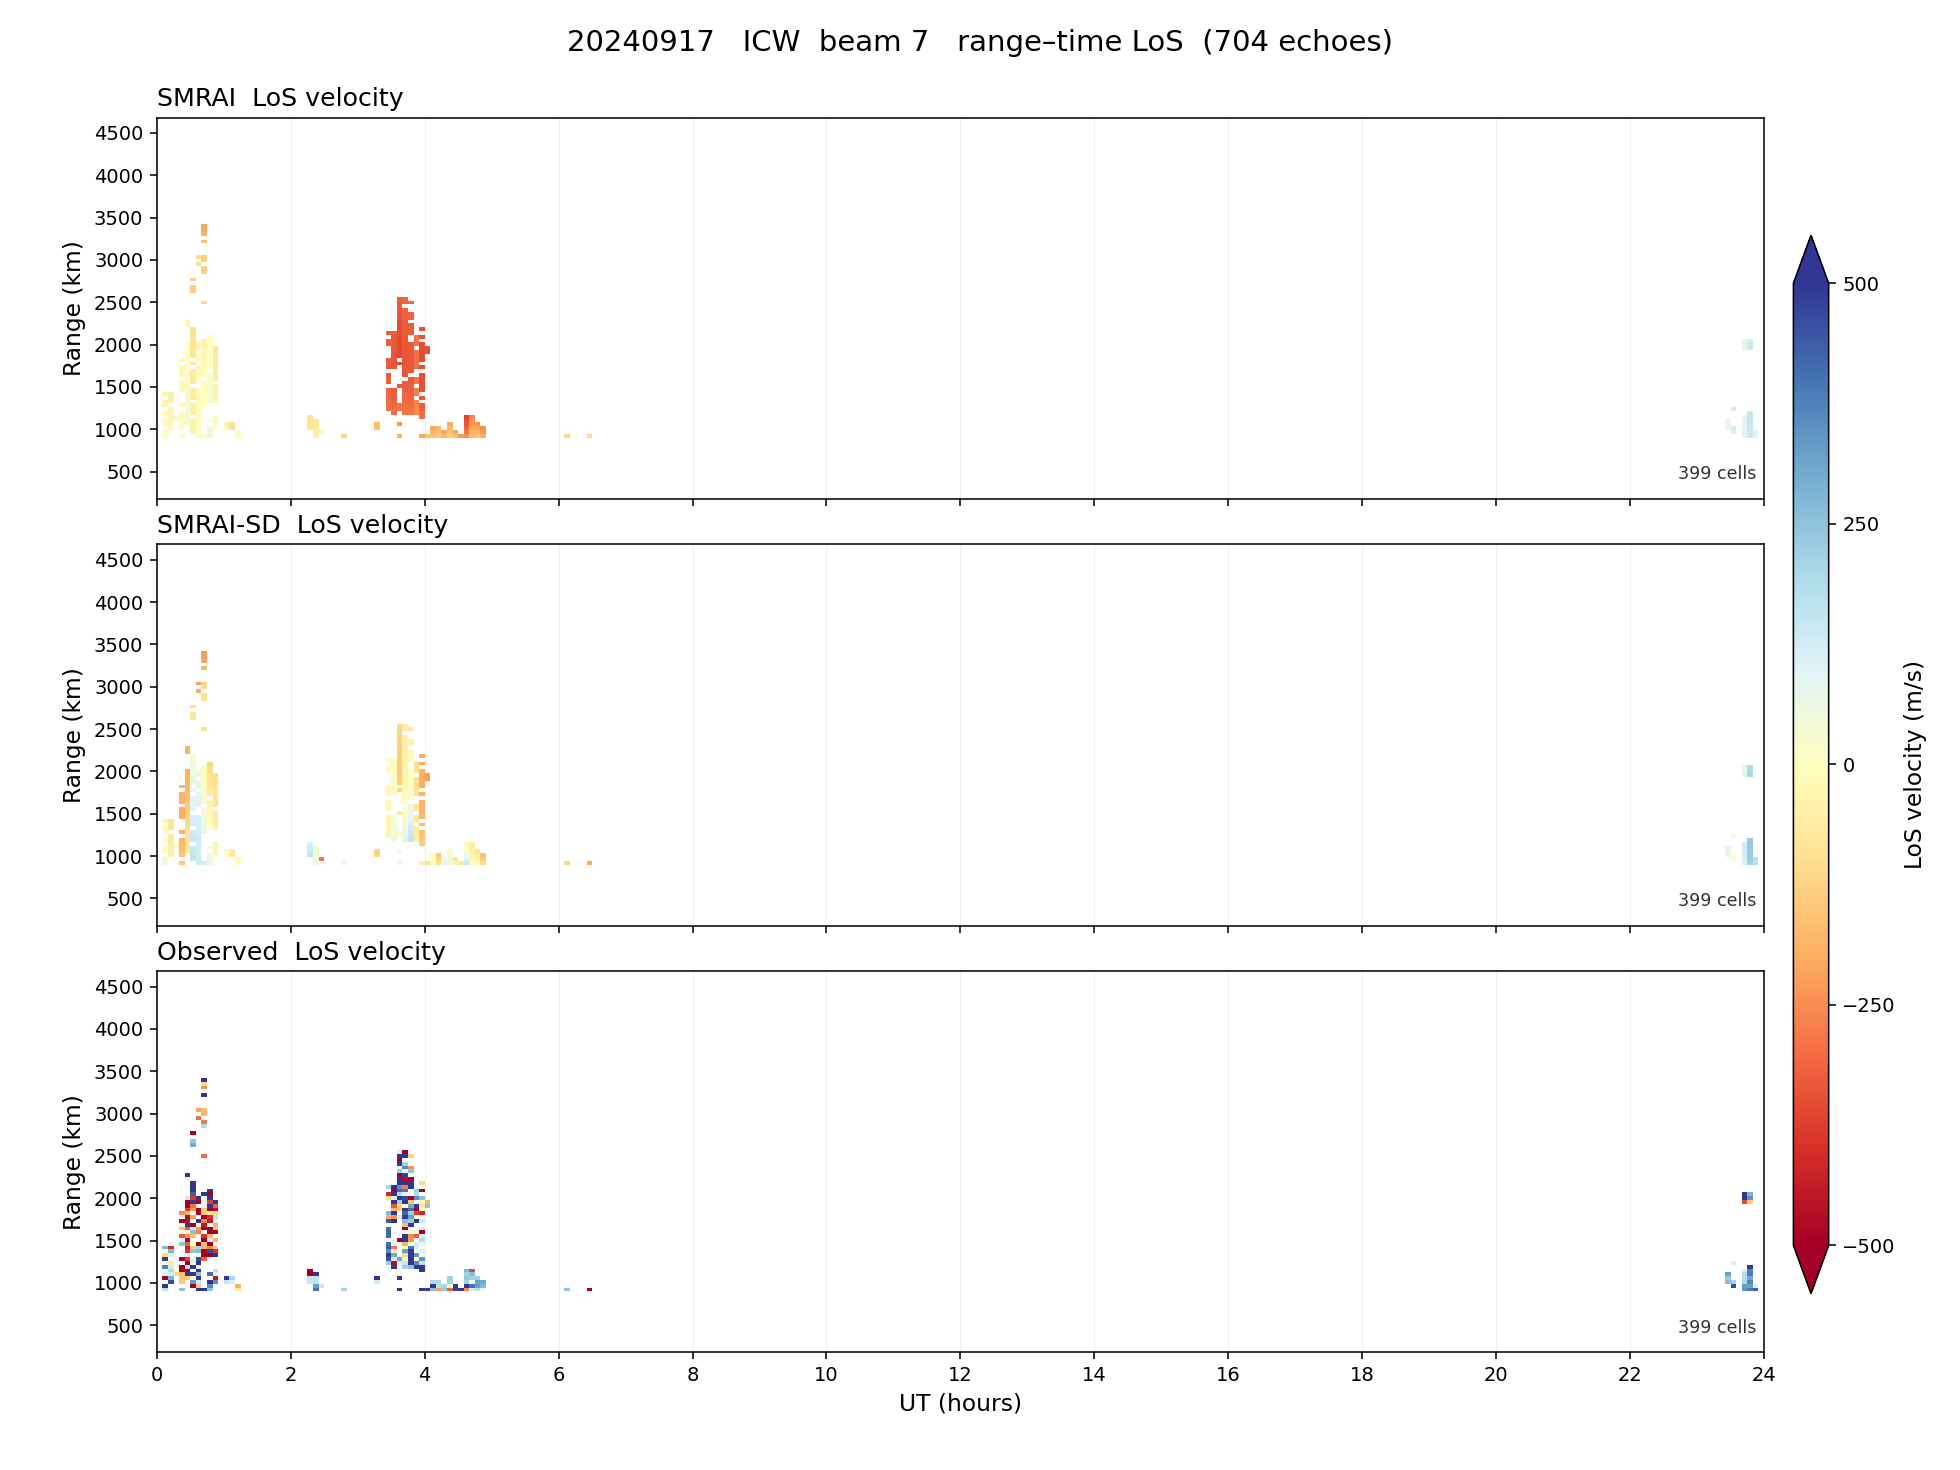 20240917   ICW  beam 7   range–time LoS  (704 echoes)
SMRAI  LoS velocity
4500
4000
3500
3000
2500
2000
1500
1000
500
Range (km)
399 cells
SMRAI-SD  LoS velocity
4500
4000
3500
3000
2500
2000
1500
1000
500
Range (km)
399 cells
Observed  LoS velocity
4500
4000
3500
3000
2500
2000
1500
1000
500
Range (km)
399 cells
0 2 4 6 8 10 12 14 16 18 20 22 24
UT (hours)
500
250
0
−250
−500
LoS velocity (m/s)